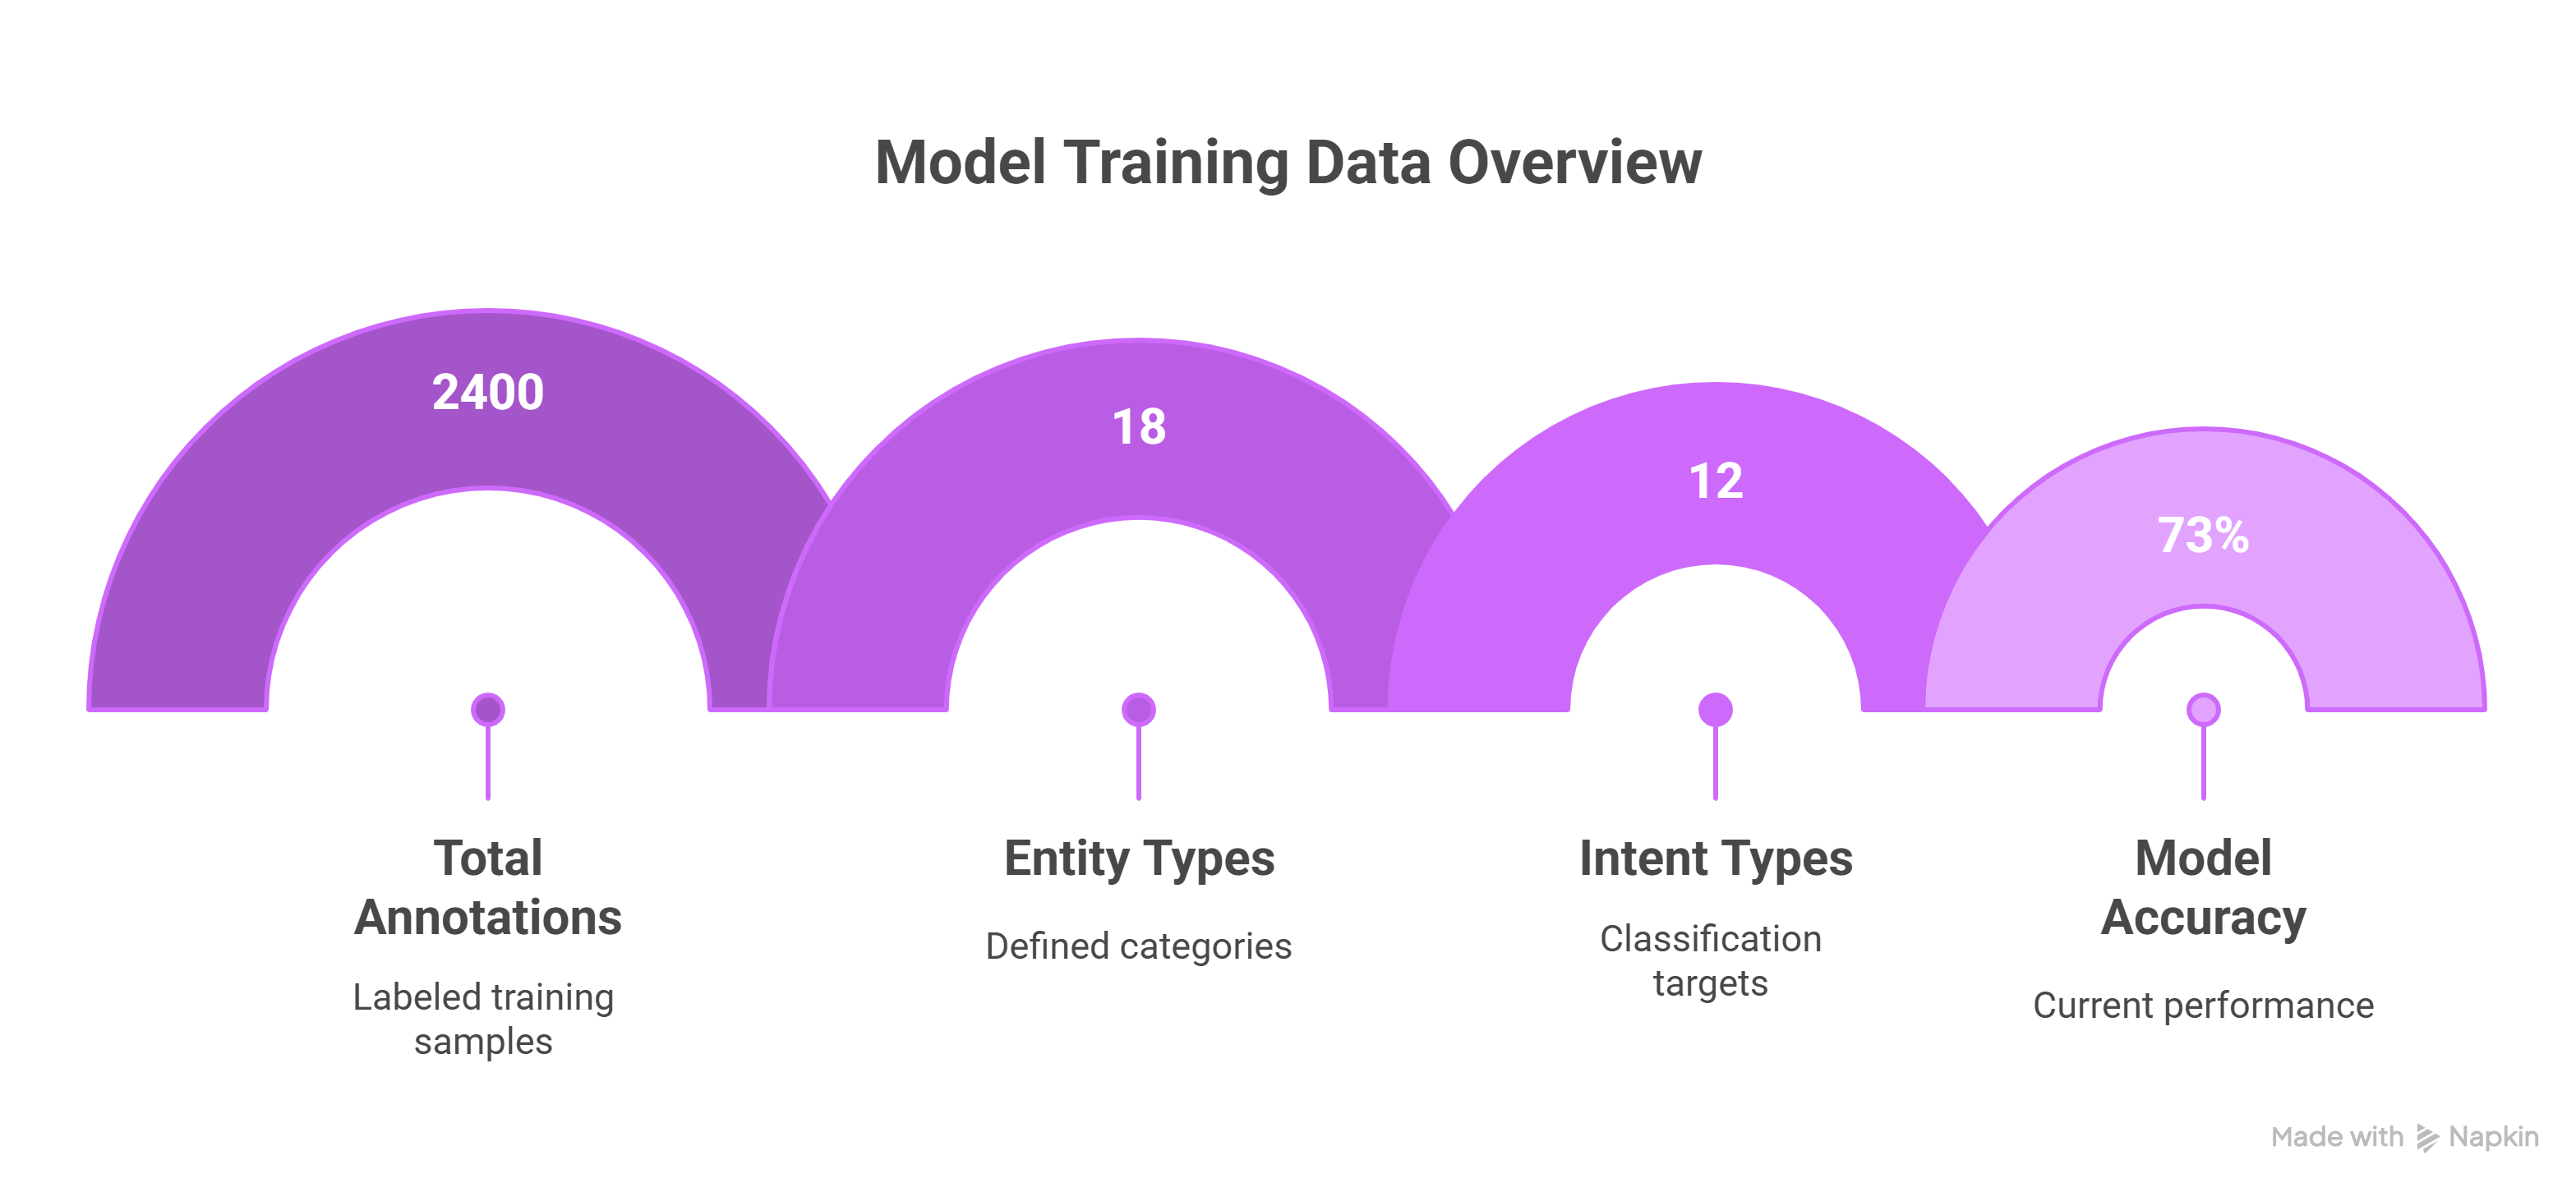 Model Training Data Overview
2400
18
12
73%
Total
Annotations
Labeled training
samples
Entity Types
Defined categories
Intent Types
Classification
targets
Model
Accuracy
Current performance
Made with Napkin